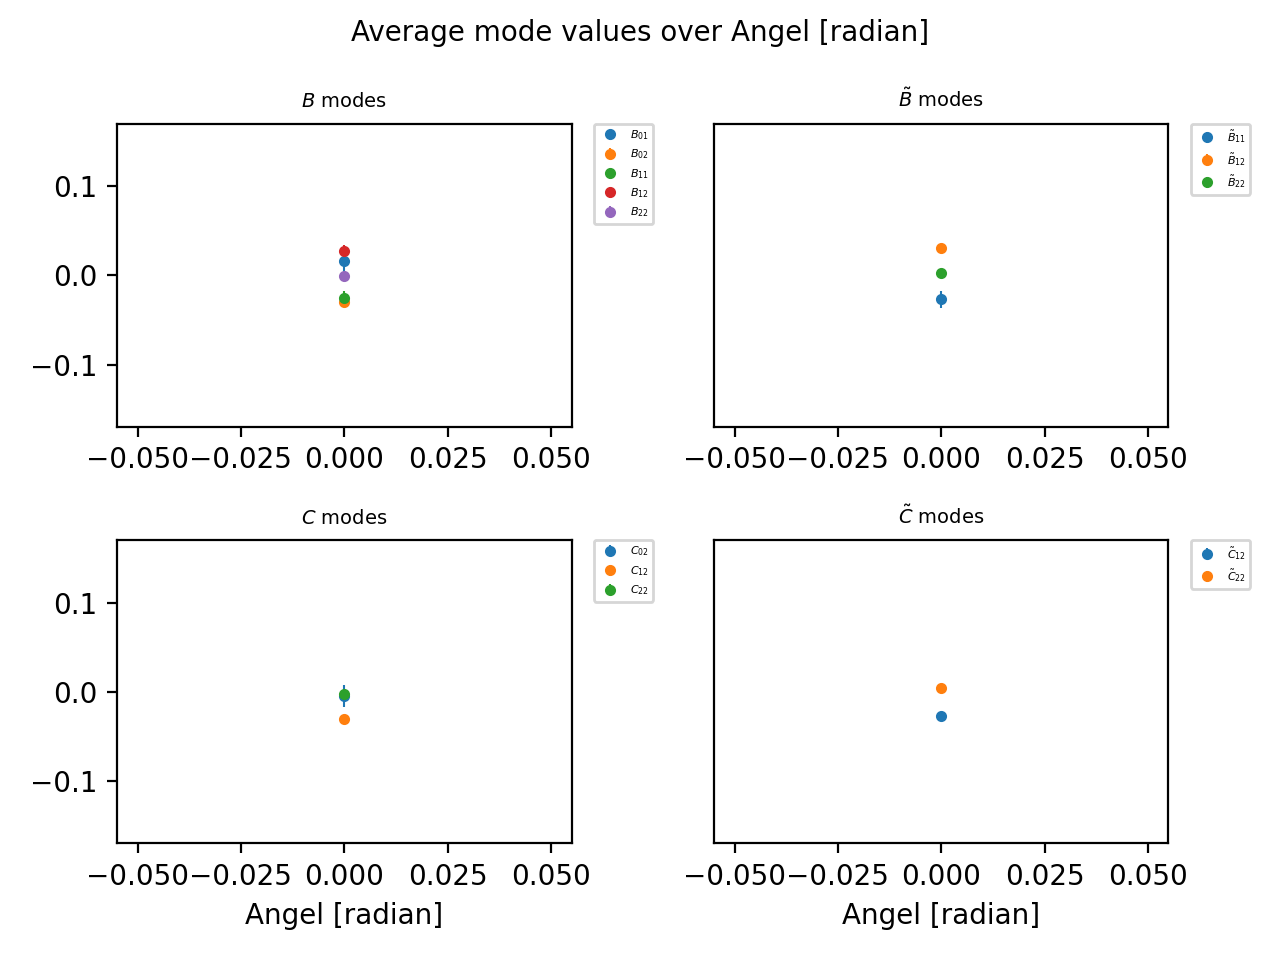 Average mode values over Angel [radian]
B modes
B̃ modes
B₀₁
B₀₂
B₁₁
B₁₂
B₂₂
B̃₁₁
B̃₁₂
B̃₂₂
0.1
0.0
−0.1
−0.050 −0.025 0.000 0.025 0.050
−0.050 −0.025 0.000 0.025 0.050
C modes
C̃ modes
C₀₂
C₁₂
C₂₂
C̃₁₂
C̃₂₂
0.1
0.0
−0.1
−0.050 −0.025 0.000 0.025 0.050
−0.050 −0.025 0.000 0.025 0.050
Angel [radian]
Angel [radian]